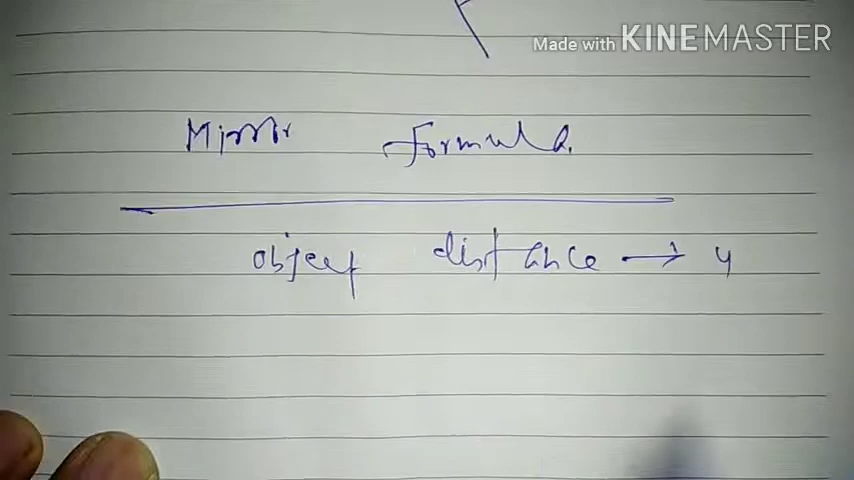 Made with KINEMASTER
Mirror Formula.
object distance → u